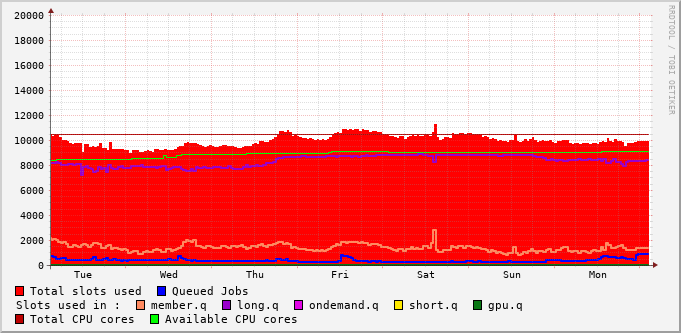 RRDTOOL / TOBI OETIKER
20000
18000
16000
14000
12000
10000
8000
6000
4000
2000
0
Tue Wed Thu Fri Sat Sun Mon
Total slots used Queued Jobs
Slots used in : member.q long.q ondemand.q short.q gpu.q
Total CPU cores Available CPU cores